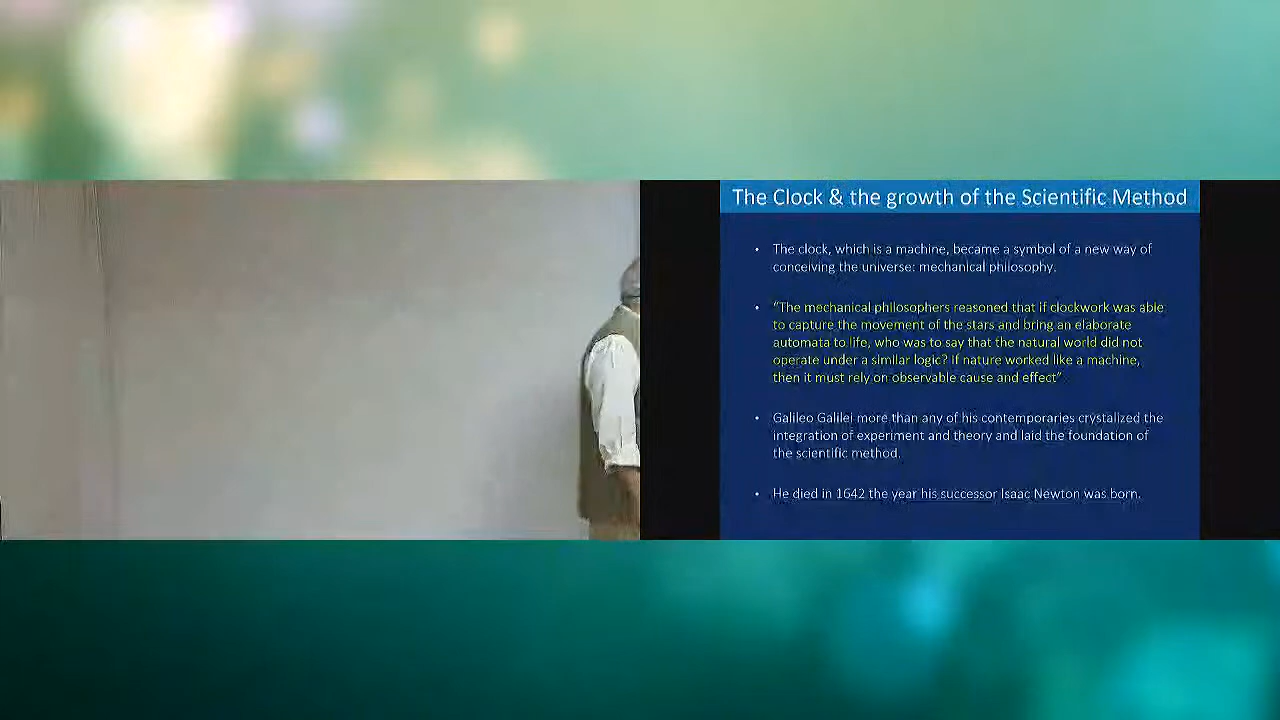 The Clock & the growth of the Scientific Method
• The clock, which is a machine, became a symbol of a new way of
conceiving the universe: mechanical philosophy.
• “The mechanical philosophers reasoned that if clockwork was able
to capture the movement of the stars and bring an elaborate
automata to life, who was to say that the natural world did not
operate under a similar logic? If nature worked like a machine,
then it must rely on observable cause and effect”
• Galileo Galilei more than any of his contemporaries crystalized the
integration of experiment and theory and laid the foundation of
the scientific method.
• He died in 1642 the year his successor Isaac Newton was born.